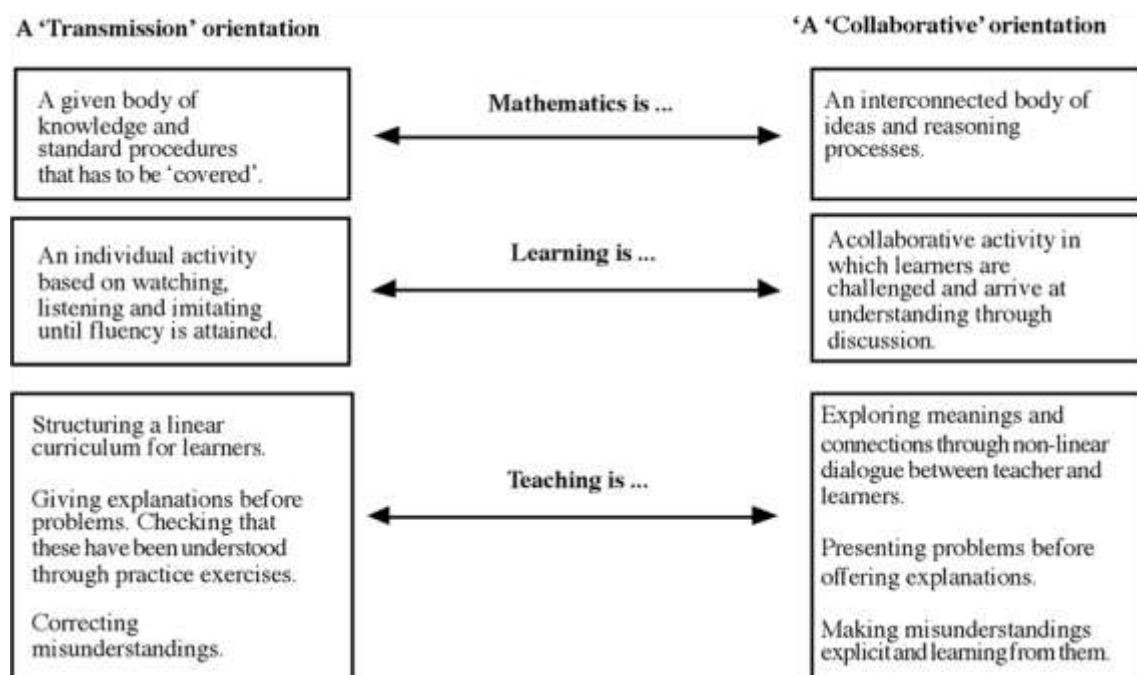 A ‘Transmission’ orientation
‘A ‘Collaborative’ orientation
A given body of
knowledge and
standard procedures
that has to be ‘covered’.
Mathematics is ...
An interconnected body of
ideas and reasoning
processes.
An individual activity
based on watching,
listening and imitating
until fluency is attained.
Learning is ...
Acollaborative activity in
which learners are
challenged and arrive at
understanding through
discussion.
Structuring a linear
curriculum for learners.
Giving explanations before
problems. Checking that
these have been understood
through practice exercises.
Correcting
misunderstandings.
Teaching is ...
Exploring meanings and
connections through non-linear
dialogue between teacher and
learners.
Presenting problems before
offering explanations.
Making misunderstandings
explicit and learning from them.